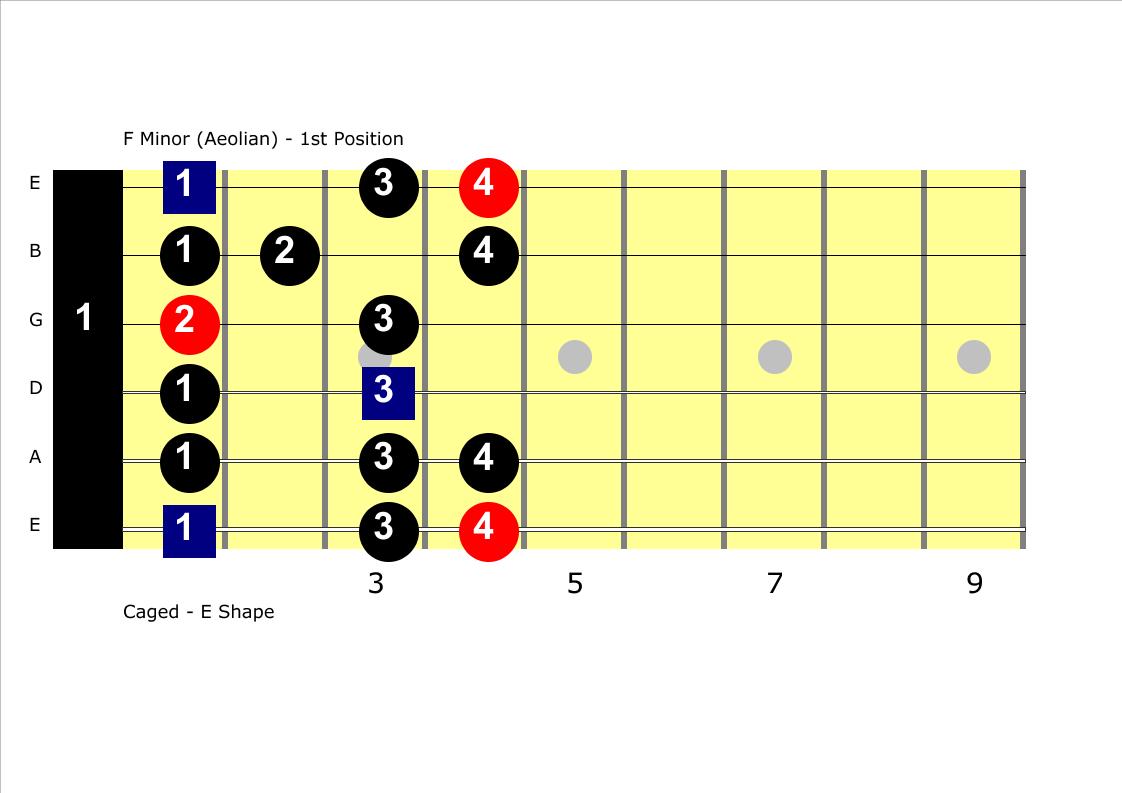 F Minor (Aeolian) - 1st Position
E 1 3 4
B 1 2 4
G 1 2 3
D 1 3
A 1 3 4
E 1 3 4
3 5 7 9
Caged - E Shape